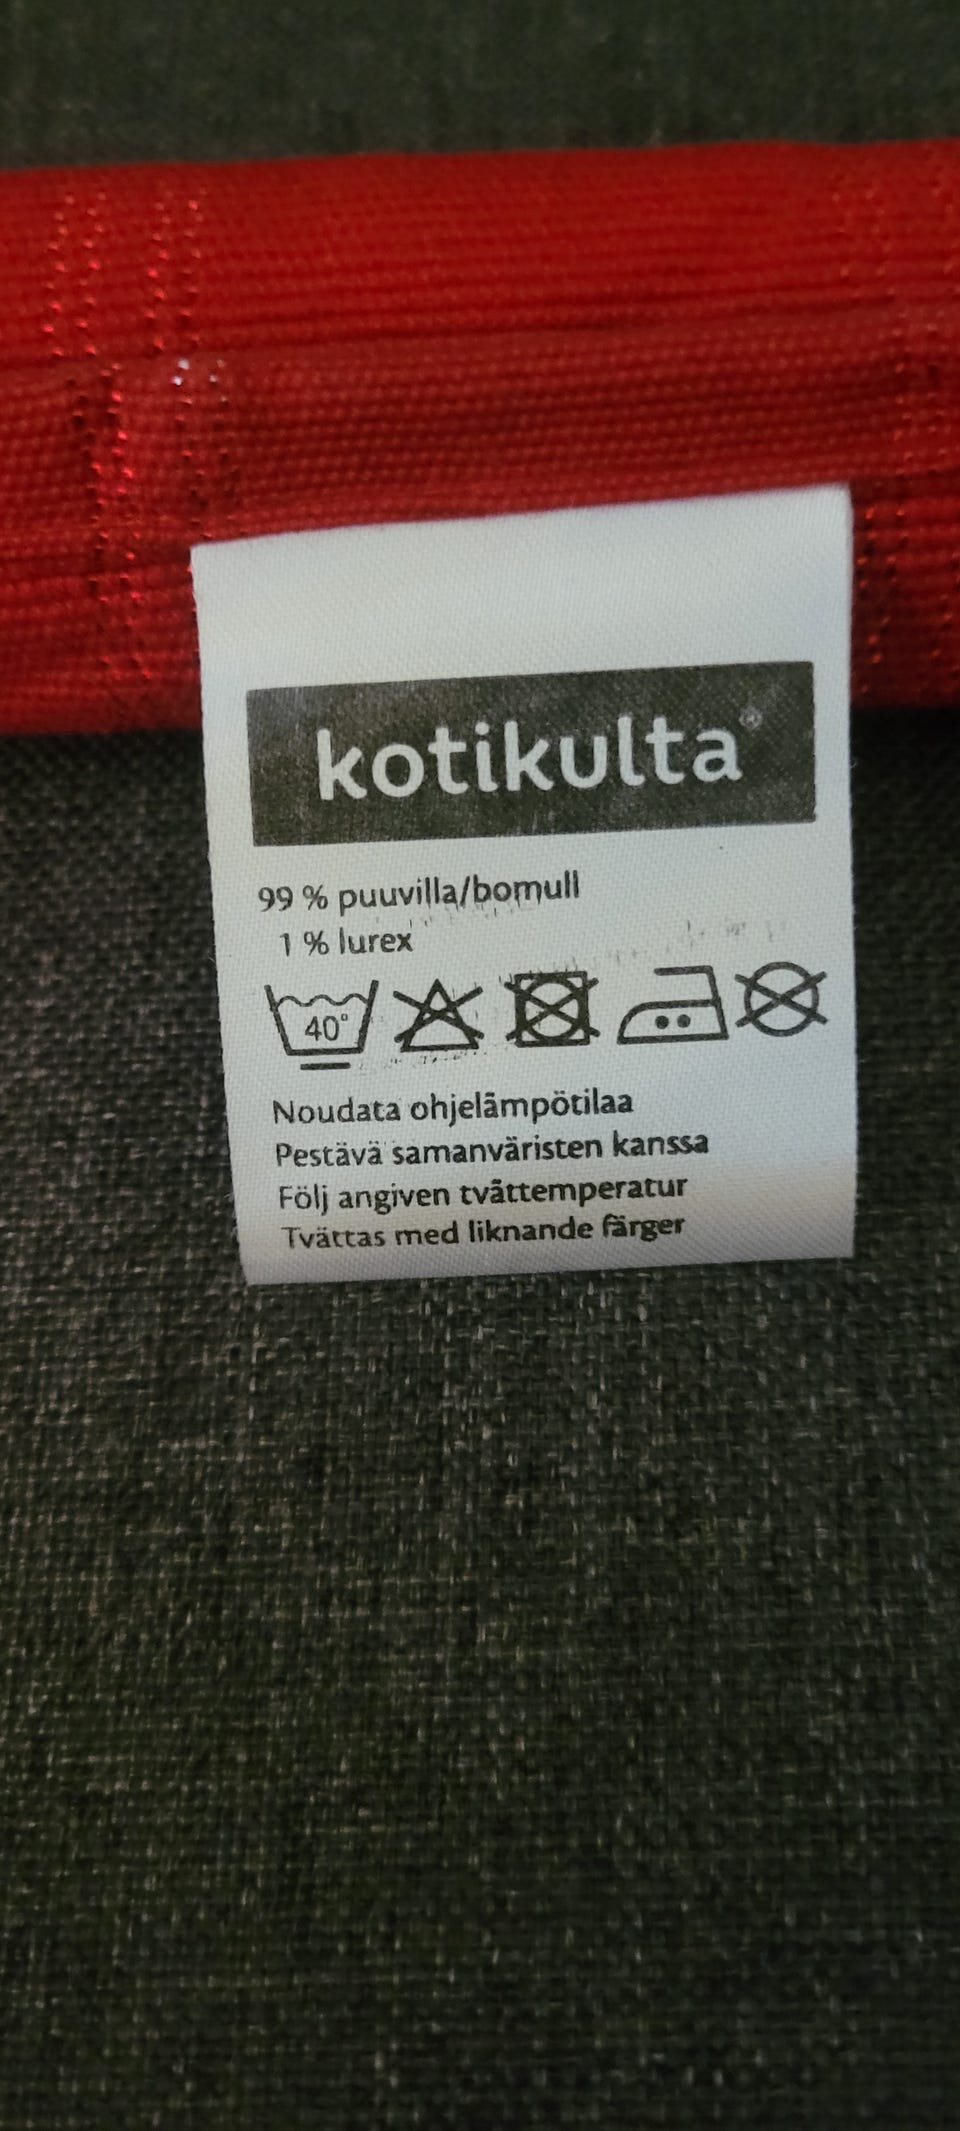 kotikulta®
99 % puuvilla/bomull
1 % lurex
40°
Noudata ohjelämpötilaa
Pestävä samanväristen kanssa
Följ angiven tvättemperatur
Tvättas med liknande färger